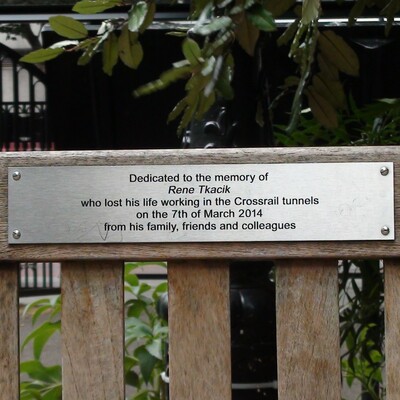 Dedicated to the memory of
Rene Tkacik
who lost his life working in the Crossrail tunnels
on the 7th of March 2014
from his family, friends and colleagues